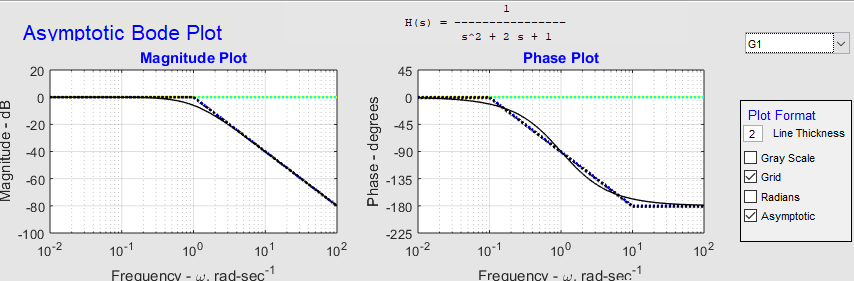 Asymptotic Bode Plot
1
H(s) = -----------------
s^2 + 2 s + 1
G1
Magnitude Plot
Magnitude - dB
20
0
-20
-40
-60
-80
-100
10^-2
10^-1
10^0
10^1
10^2
Frequency - ω, rad-sec^-1
Phase Plot
Phase - degrees
45
0
-45
-90
-135
-180
-225
10^-2
10^-1
10^0
10^1
10^2
Frequency - ω, rad-sec^-1
Plot Format
2 Line Thickness
Gray Scale
Grid
Radians
Asymptotic